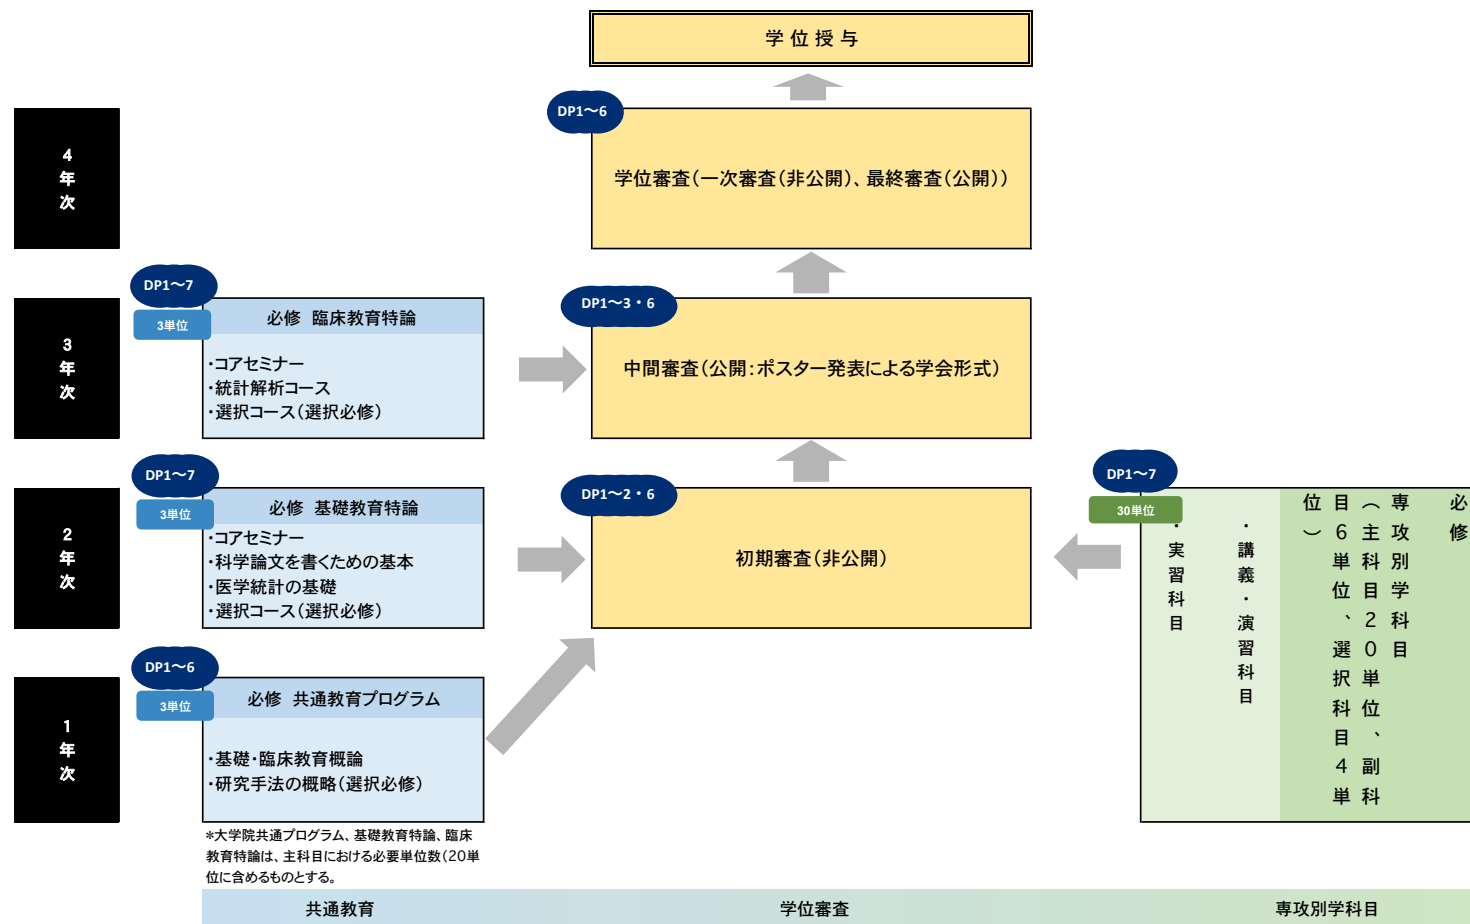 学位授与
4年次
DP1～6
学位審査（一次審査（非公開）、最終審査（公開））
3年次
DP1～7
3単位
必修 臨床教育特論
・コアセミナー
・統計解析コース
・選択コース（選択必修）
DP1～3・6
中間審査（公開：ポスター発表による学会形式）
2年次
DP1～7
3単位
必修 基礎教育特論
・コアセミナー
・科学論文を書くための基本
・医学統計の基礎
・選択コース（選択必修）
DP1～2・6
初期審査（非公開）
DP1～7
30単位
必修
専攻別学科目
（主科目20単位、副科
目6単位、選択科目4単
位）
・講義・演習科目
・実習科目
1年次
DP1～6
3単位
必修 共通教育プログラム
・基礎・臨床教育概論
・研究手法の概略（選択必修）
*大学院共通プログラム、基礎教育特論、臨床
教育特論は、主科目における必要単位数（20単
位に含めるものとする。
共通教育
学位審査
専攻別学科目